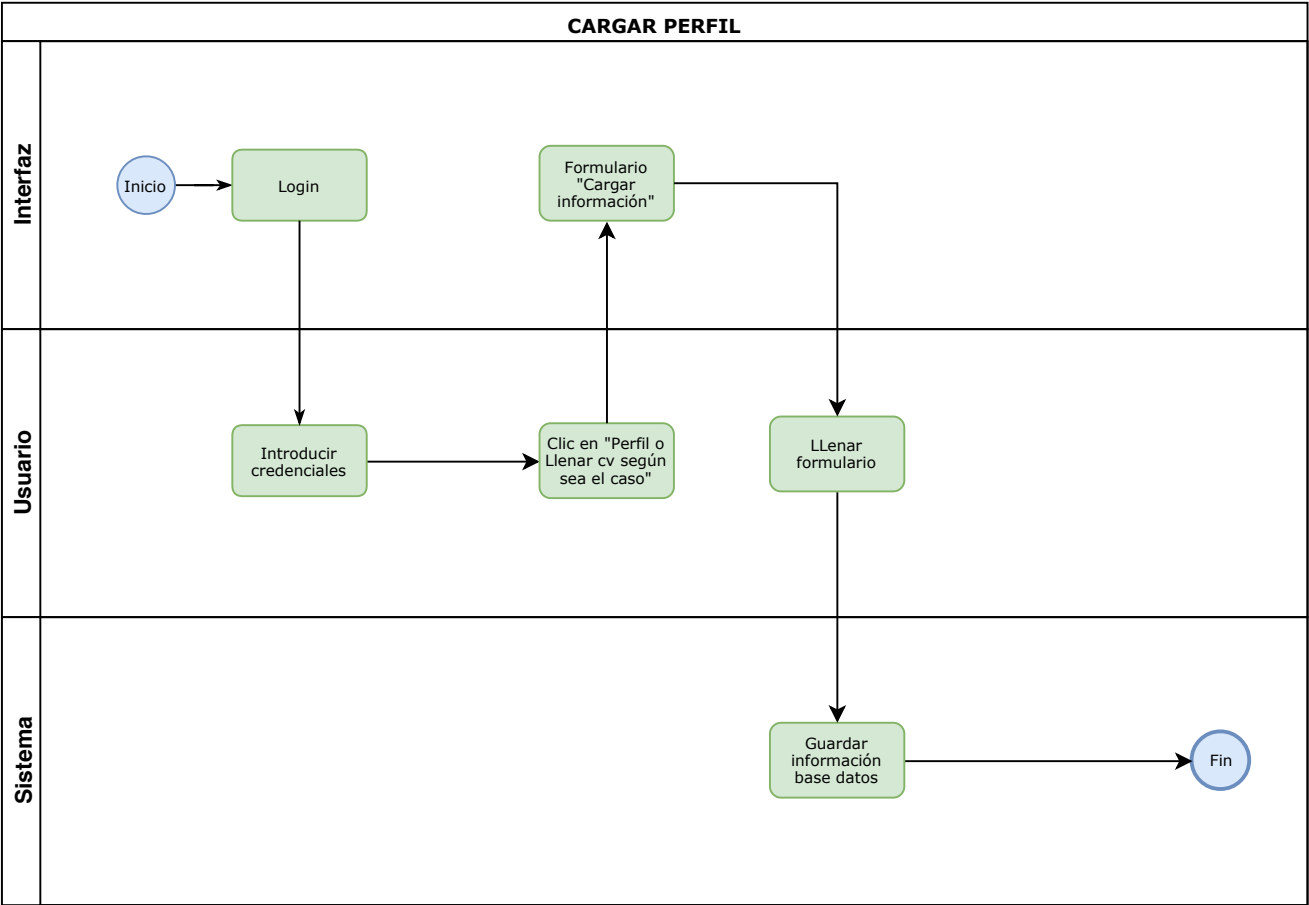 CARGAR PERFIL
Interfaz
Inicio
Login
Formulario
"Cargar
información"
Usuario
Introducir
credenciales
Clic en "Perfil o
Llenar cv según
sea el caso"
LLenar
formulario
Sistema
Guardar
información
base datos
Fin